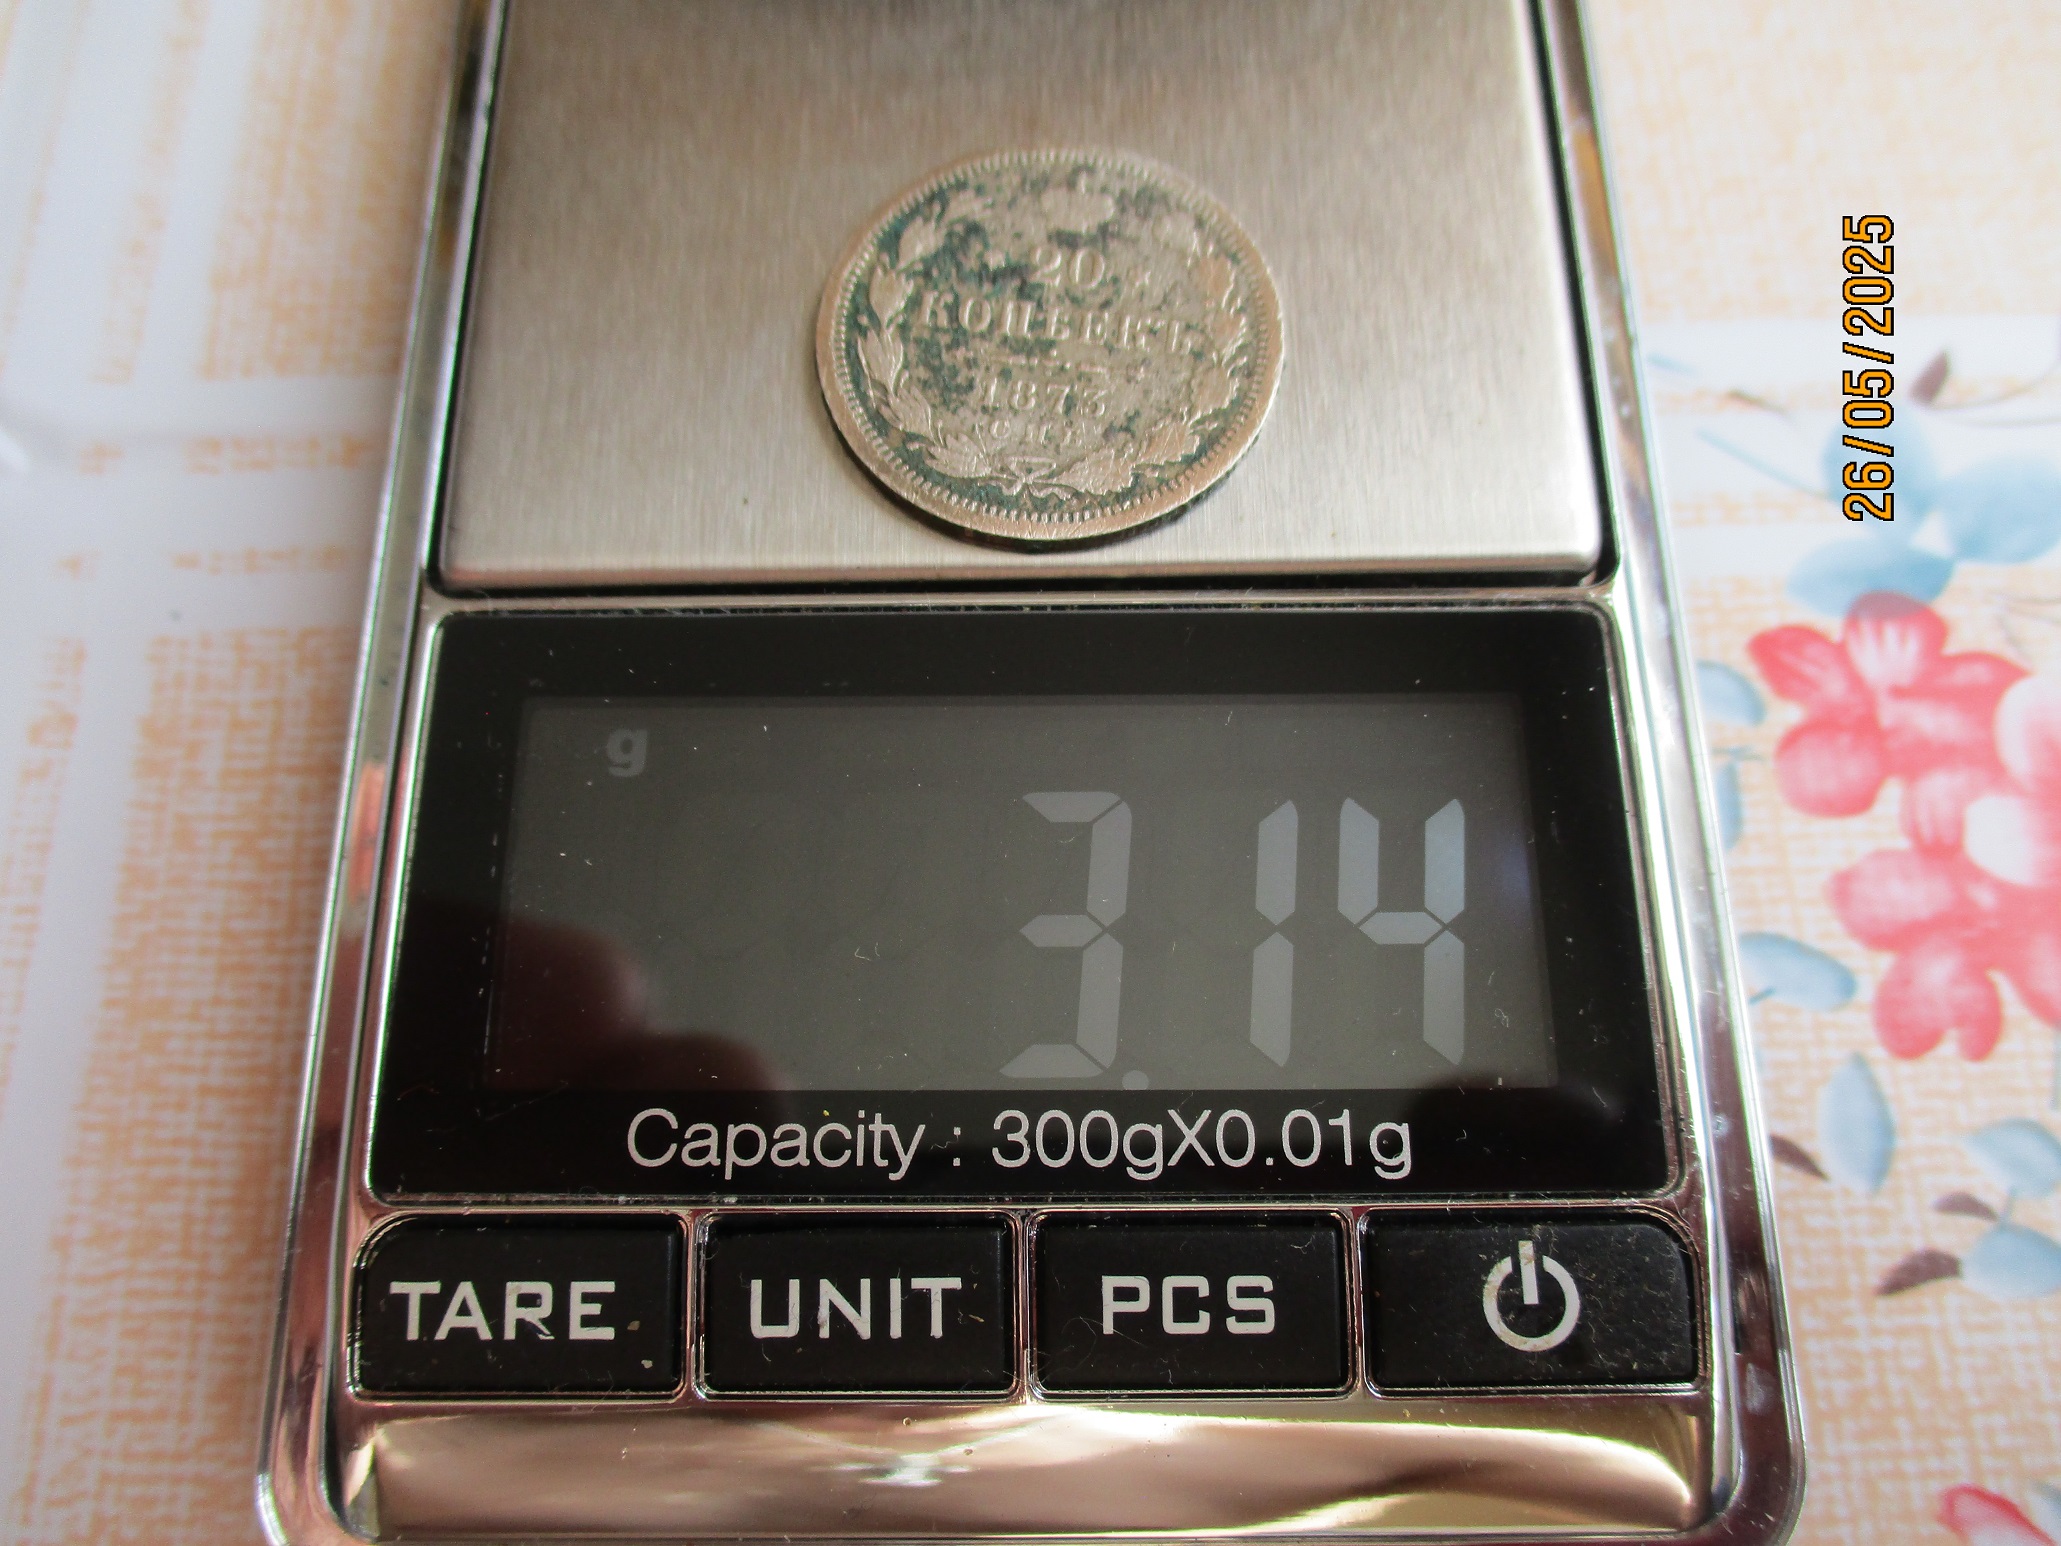 20
КОПѢЕКЪ
1873
С.П.Б.
26/05/2025
g
3.14
Capacity : 300gX0.01g
TARE
UNIT
PCS